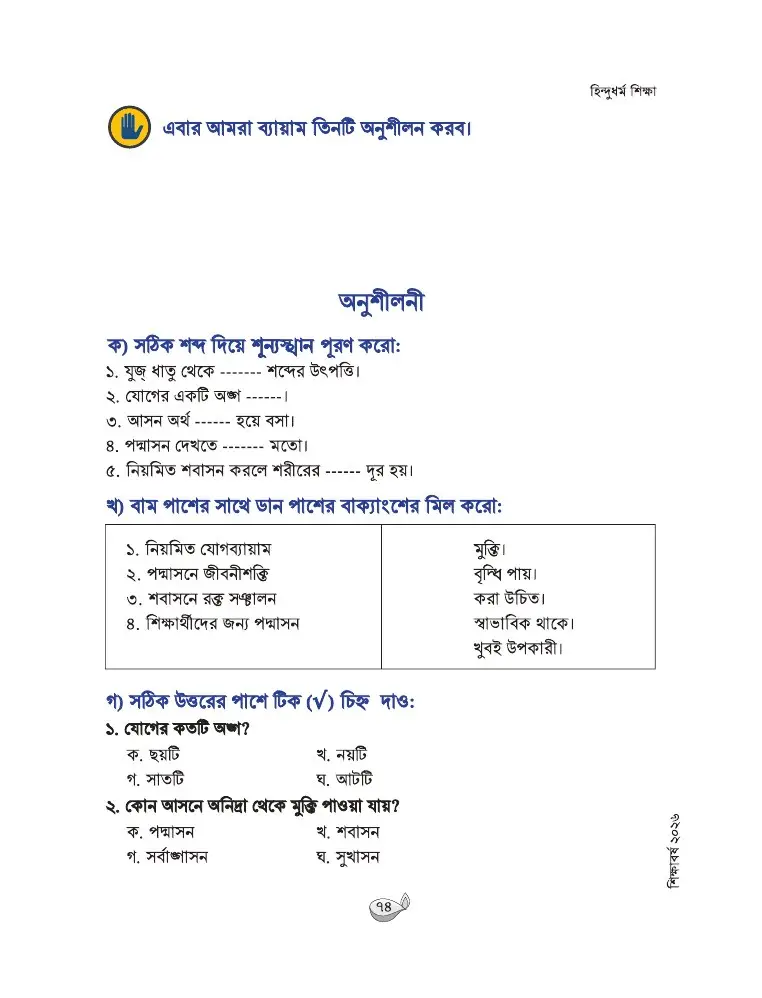 হিন্দুধর্ম শিক্ষা
এবার আমরা ব্যায়াম তিনটি অনুশীলন করব।
অনুশীলনী
ক) সঠিক শব্দ দিয়ে শূন্যস্থান পূরণ করো:
১. যুজ্ ধাতু থেকে ------- শব্দের উৎপত্তি।
২. যোগের একটি অঙ্গ ------।
৩. আসন অর্থ ------ হয়ে বসা।
৪. পদ্মাসন দেখতে ------- মতো।
৫. নিয়মিত শবাসন করলে শরীরের ------ দূর হয়।
খ) বাম পাশের সাথে ডান পাশের বাক্যাংশের মিল করো:
১. নিয়মিত যোগব্যায়াম
২. পদ্মাসনে জীবনীশক্তি
৩. শবাসনে রক্ত সঞ্চালন
৪. শিক্ষার্থীদের জন্য পদ্মাসন
মুক্তি।
বৃদ্ধি পায়।
করা উচিত।
স্বাভাবিক থাকে।
খুবই উপকারী।
গ) সঠিক উত্তরের পাশে টিক (√) চিহ্ন দাও:
১. যোগের কতটি অঙ্গ?
ক. ছয়টি খ. নয়টি
গ. সাতটি ঘ. আটটি
২. কোন আসনে অনিদ্রা থেকে মুক্তি পাওয়া যায়?
ক. পদ্মাসন খ. শবাসন
গ. সর্বাঙ্গাসন ঘ. সুখাসন
শিক্ষাবর্ষ ২০২৬
৭৪